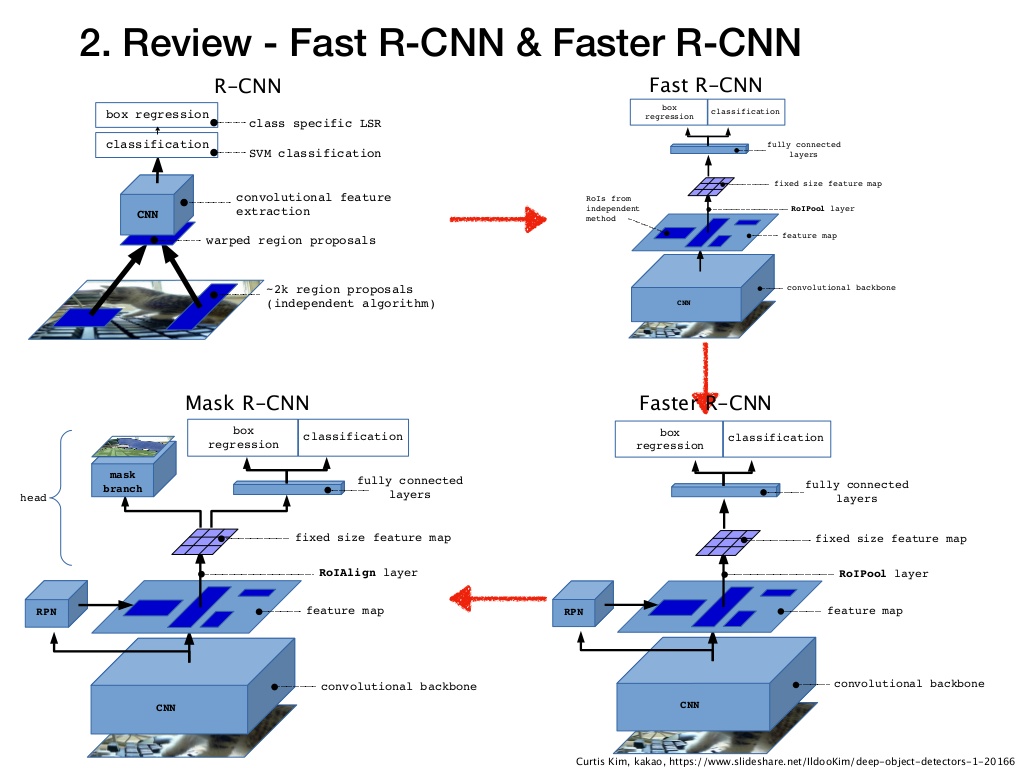 2. Review - Fast R-CNN & Faster R-CNN
R-CNN
box regression
class specific LSR
classification
SVM classification
CNN
convolutional feature
extraction
warped region proposals
~2k region proposals
(independent algorithm)
Fast R-CNN
box
regression
classification
fully connected
layers
fixed size feature map
RoIs from
independent
method
RoIPool layer
feature map
CNN
convolutional backbone
Mask R-CNN
head
mask
branch
box
regression
classification
fully connected
layers
fixed size feature map
RoIAlign layer
RPN
feature map
CNN
convolutional backbone
Faster R-CNN
box
regression
classification
fully connected
layers
fixed size feature map
RoIPool layer
RPN
feature map
CNN
convolutional backbone
Curtis Kim, kakao, https://www.slideshare.net/IldooKim/deep-object-detectors-1-20166